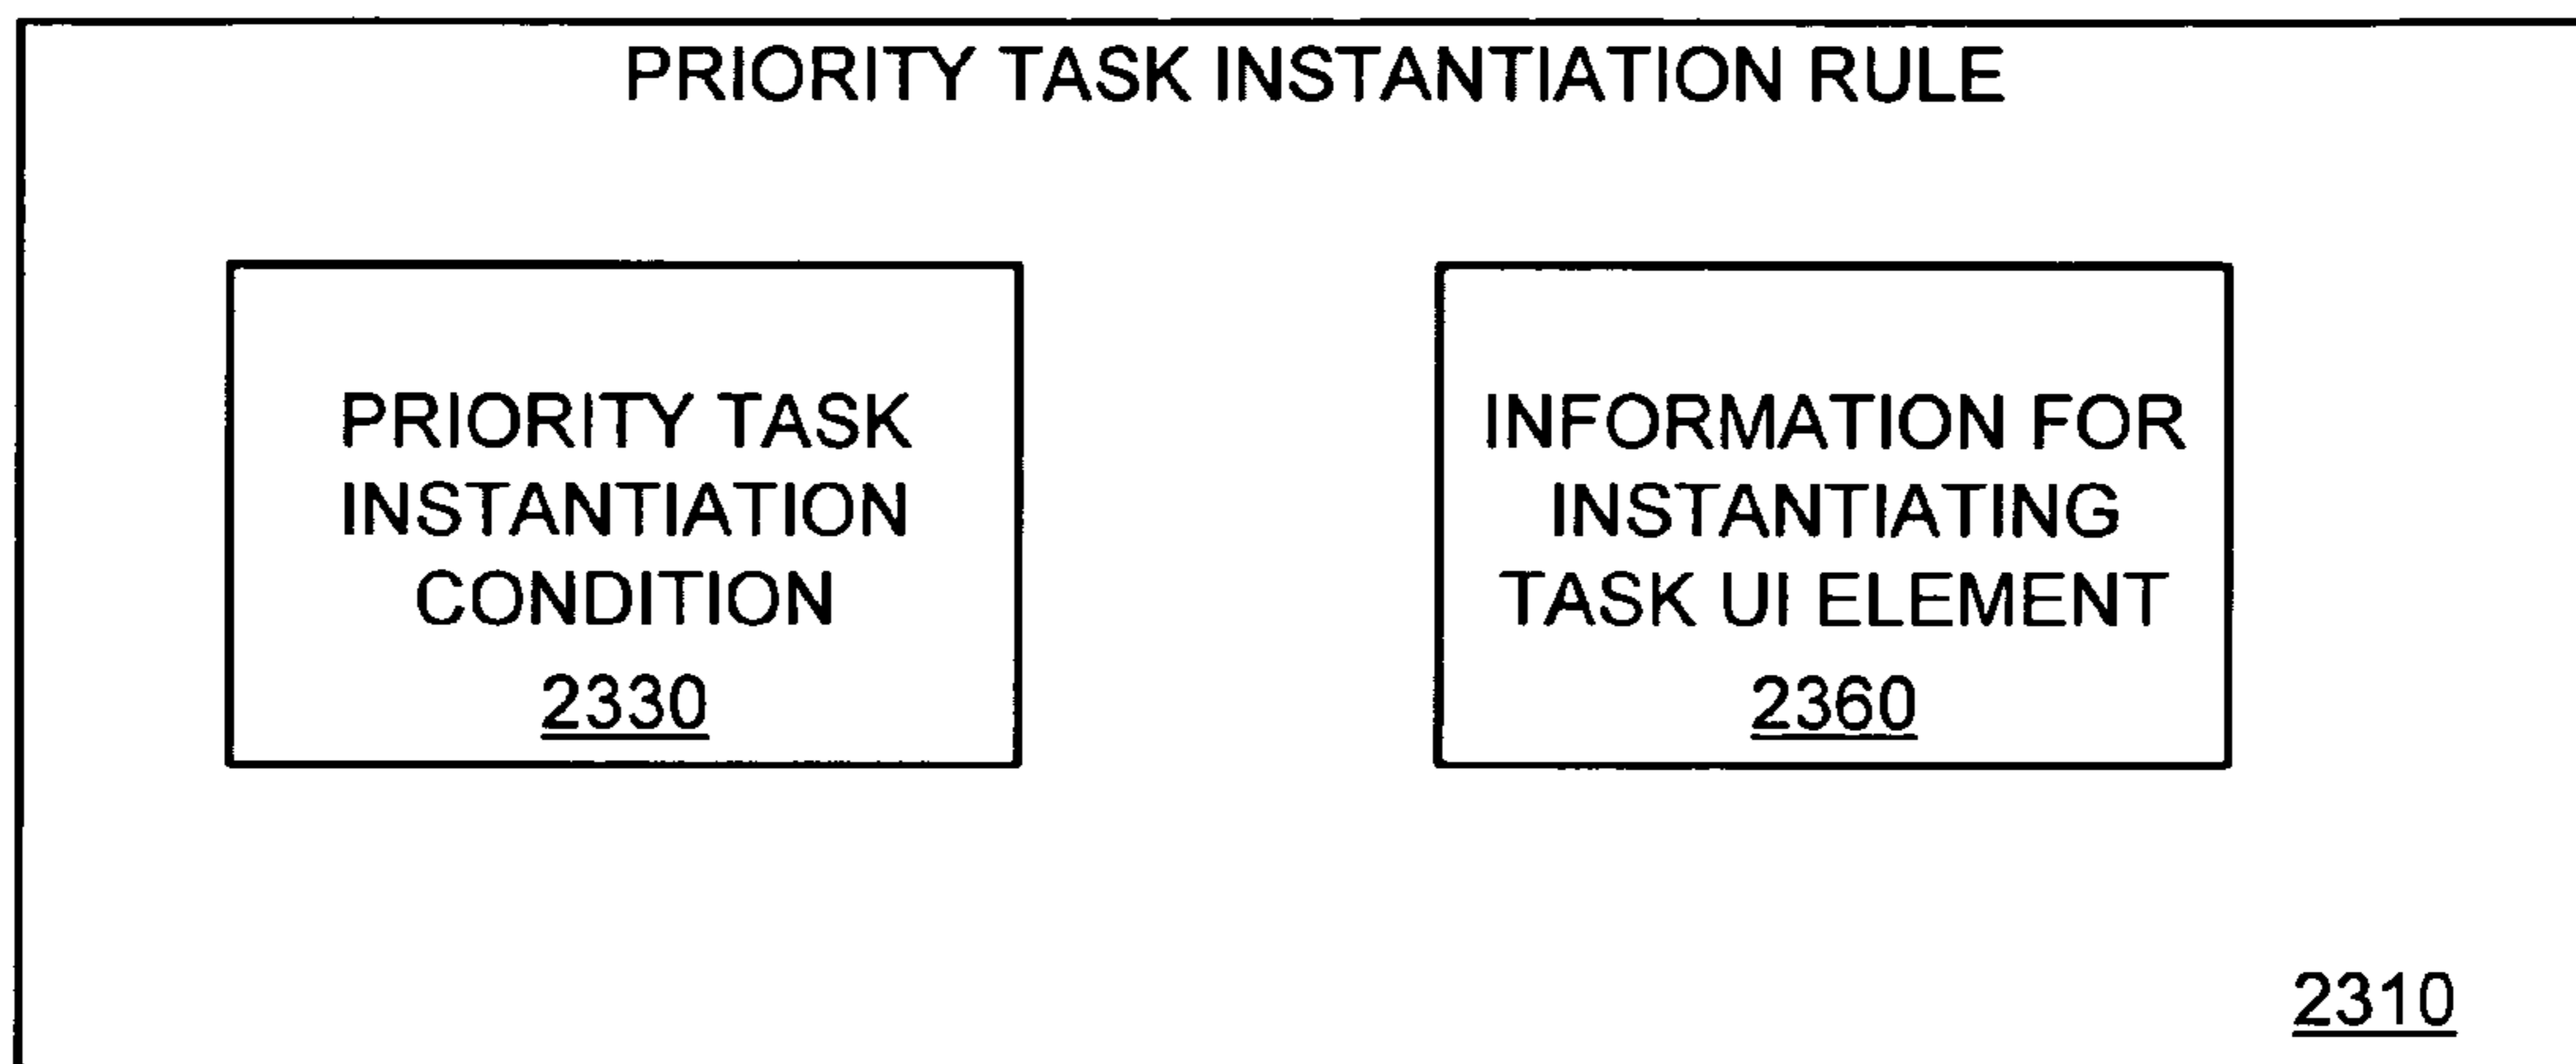 PRIORITY TASK INSTANTIATION RULE
PRIORITY TASK
INSTANTIATION
CONDITION
2330
INFORMATION FOR
INSTANTIATING
TASK UI ELEMENT
2360
2310